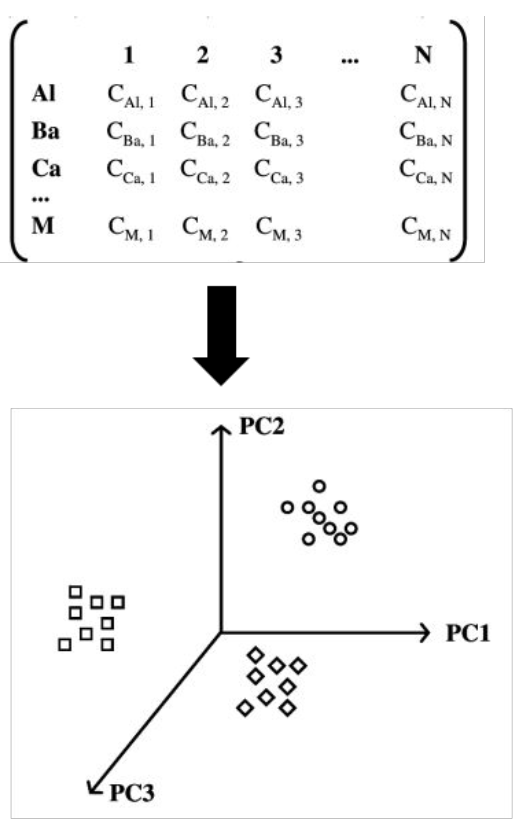 1 2 3 ... N
Al C_Al, 1 C_Al, 2 C_Al, 3 C_Al, N
Ba C_Ba, 1 C_Ba, 2 C_Ba, 3 C_Ba, N
Ca C_Ca, 1 C_Ca, 2 C_Ca, 3 C_Ca, N
...
M C_M, 1 C_M, 2 C_M, 3 C_M, N
PC2
PC1
PC3